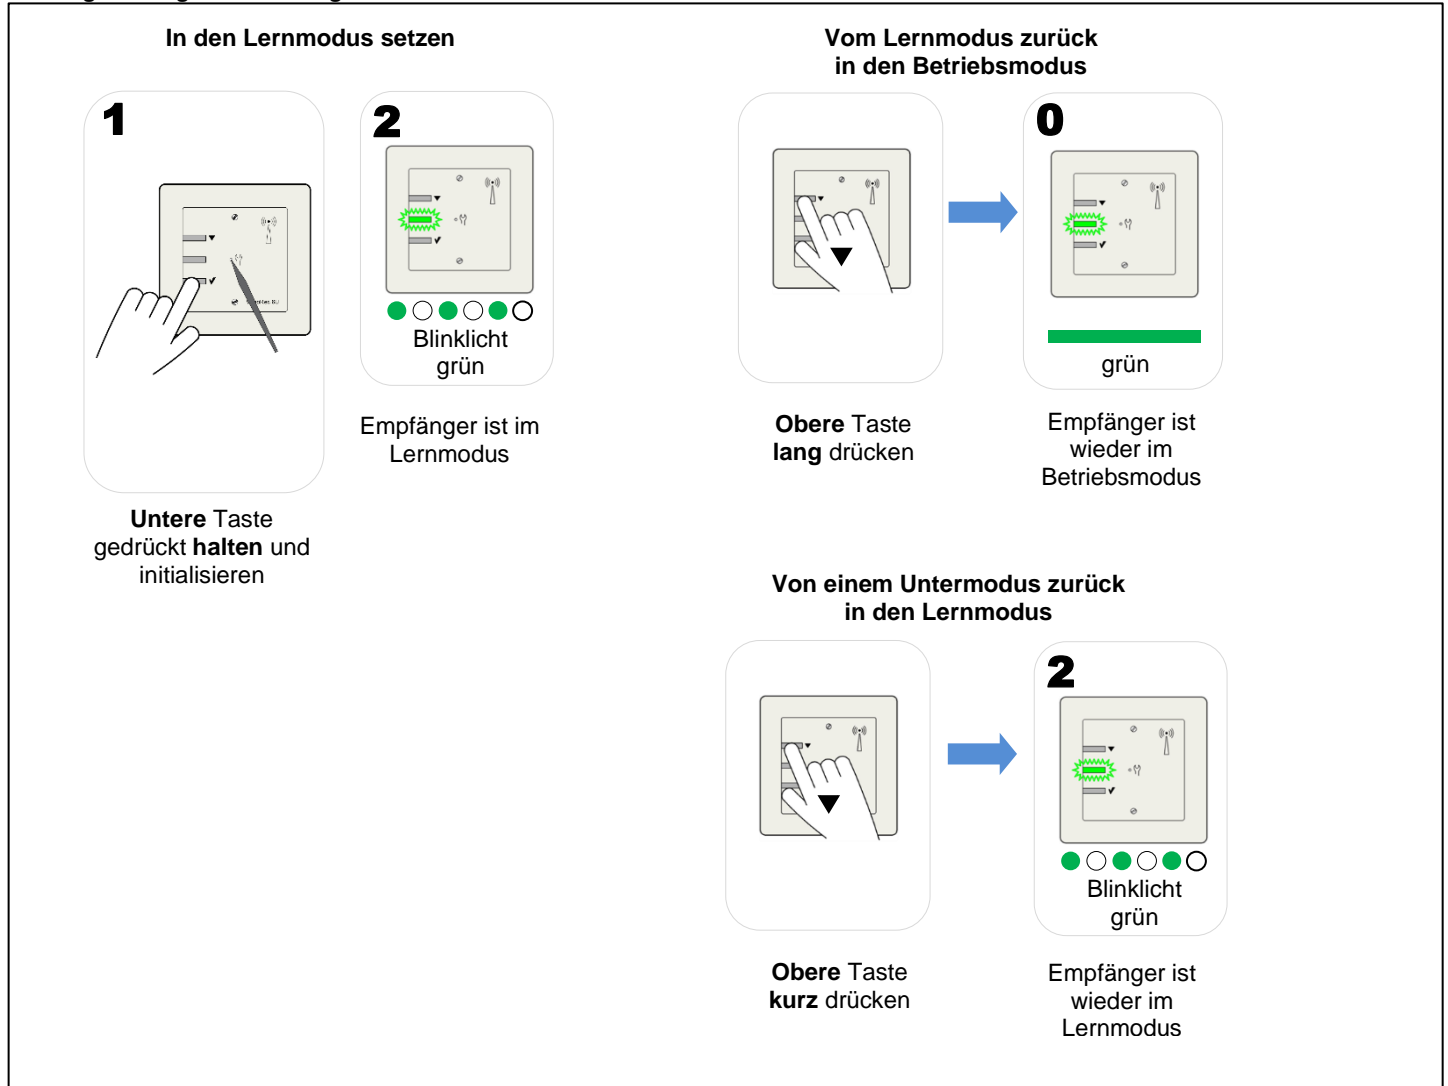 In den Lernmodus setzen
1
2
Blinklicht
grün
Empfänger ist im
Lernmodus
Untere Taste
gedrückt halten und
initialisieren
Vom Lernmodus zurück
in den Betriebsmodus
0
grün
Obere Taste
lang drücken
Empfänger ist
wieder im
Betriebsmodus
Von einem Untermodus zurück
in den Lernmodus
2
Blinklicht
grün
Obere Taste
kurz drücken
Empfänger ist
wieder im
Lernmodus